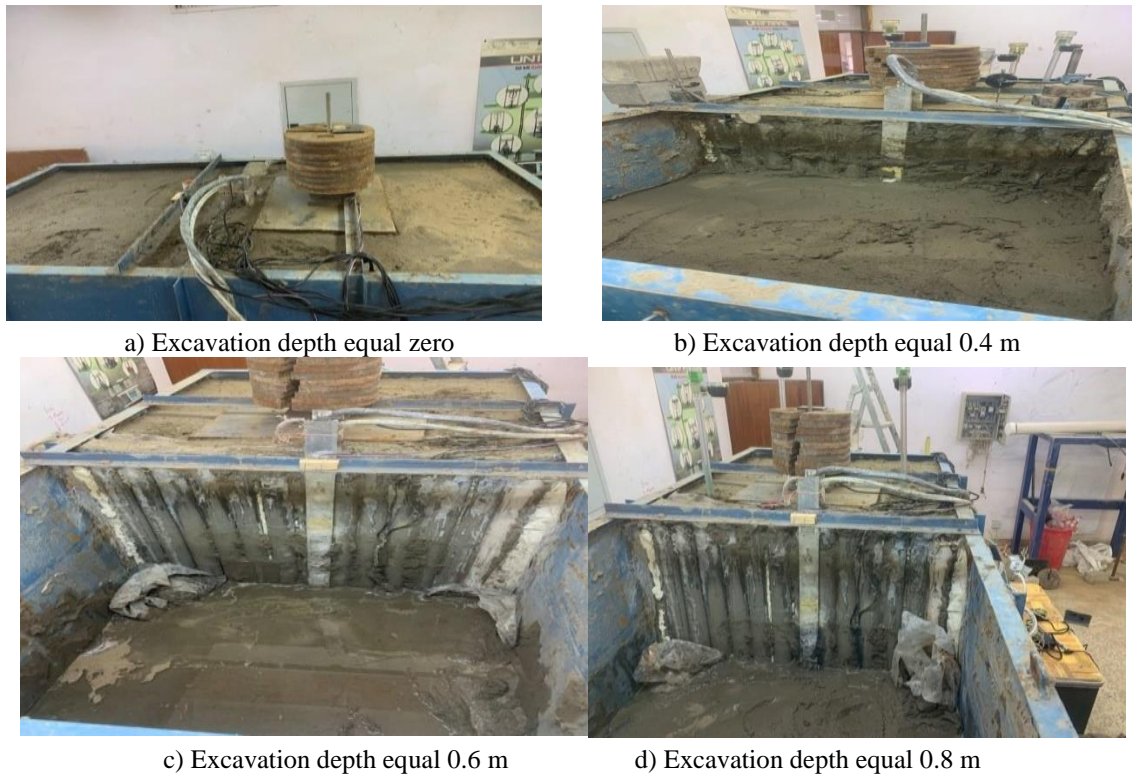 UNITEST
a) Excavation depth equal zero
b) Excavation depth equal 0.4 m
c) Excavation depth equal 0.6 m
d) Excavation depth equal 0.8 m